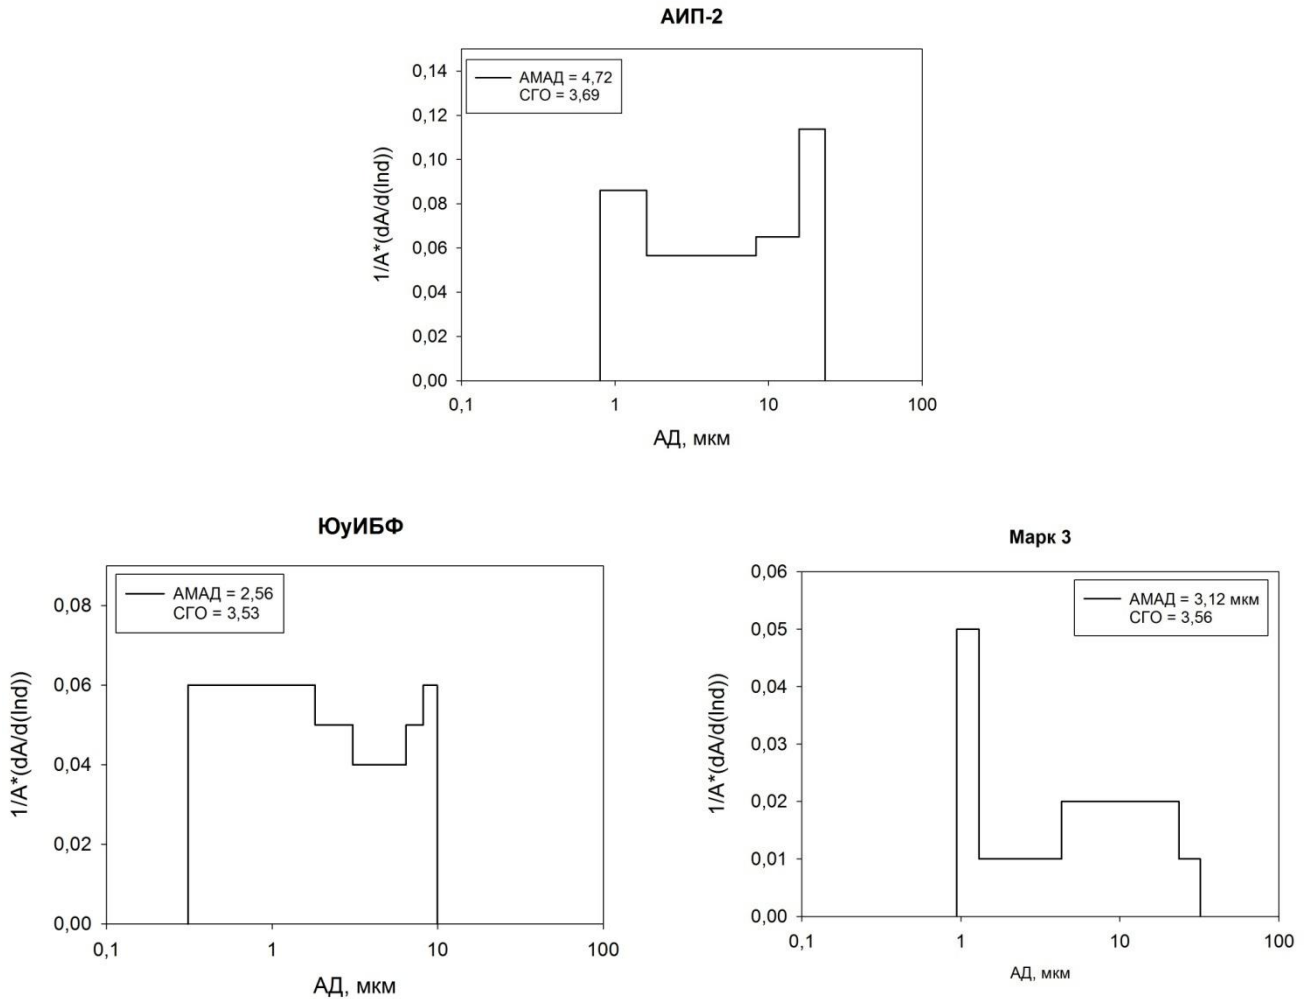 АИП-2
0,14
0,12
0,10
0,08
0,06
0,04
0,02
0,00
1/A*(dA/d(lnd))
АМАД = 4,72
СГО = 3,69
0,1
1
10
100
АД, мкм
ЮуИБФ
0,08
0,06
0,04
0,02
0,00
1/A*(dA/d(lnd))
АМАД = 2,56
СГО = 3,53
0,1
1
10
100
АД, мкм
Марк 3
0,06
0,05
0,04
0,03
0,02
0,01
0,00
1/A*(dA/d(lnd))
АМАД = 3,12 мкм
СГО = 3,56
0,1
1
10
100
АД, мкм